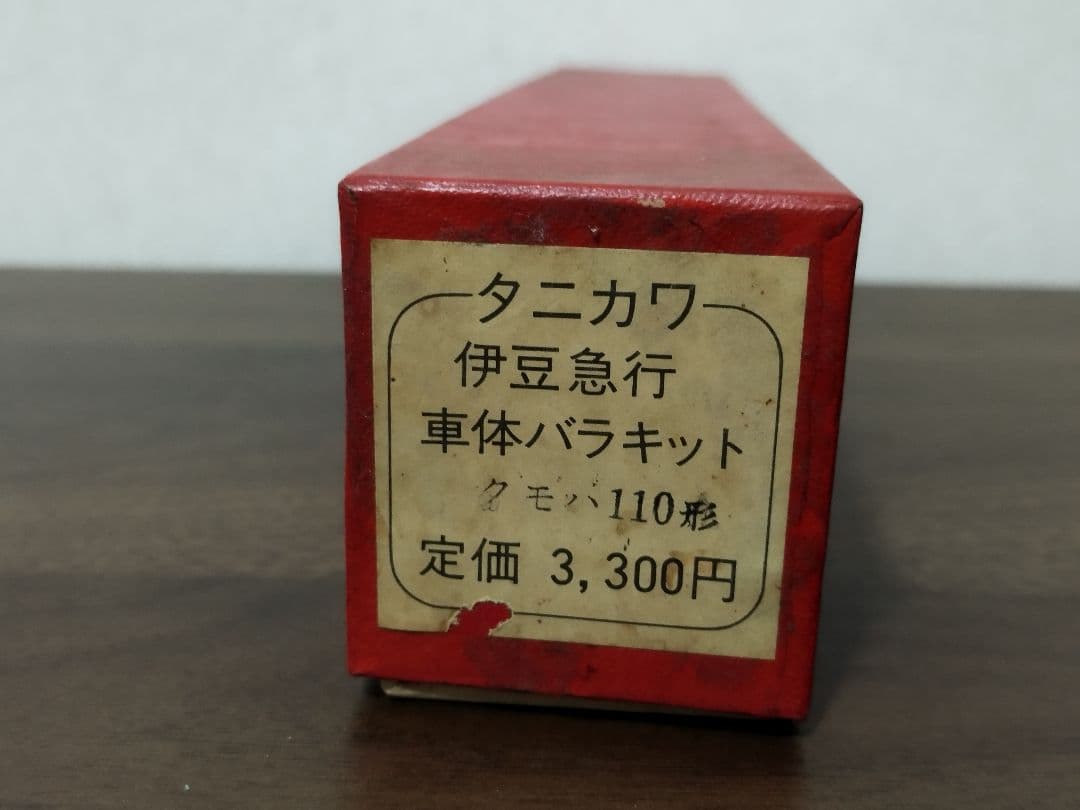 タニカワ
伊豆急行
車体バラキット
クモハ110形
定価 3,300円